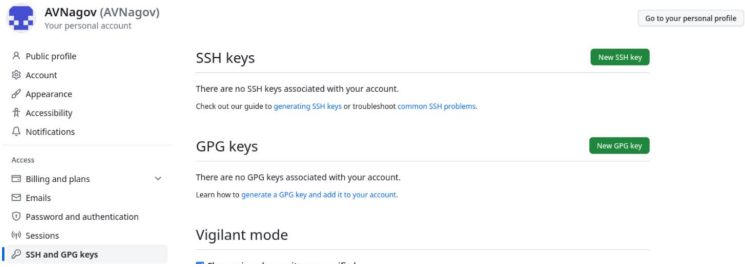 AVNagov (AVNagov)
Your personal account
Go to your personal profile
Public profile
Account
Appearance
Accessibility
Notifications
Access
Billing and plans
Emails
Password and authentication
Sessions
SSH and GPG keys
SSH keys
New SSH key
There are no SSH keys associated with your account.
Check out our guide to generating SSH keys or troubleshoot common SSH problems.
GPG keys
New GPG key
There are no GPG keys associated with your account.
Learn how to generate a GPG key and add it to your account.
Vigilant mode